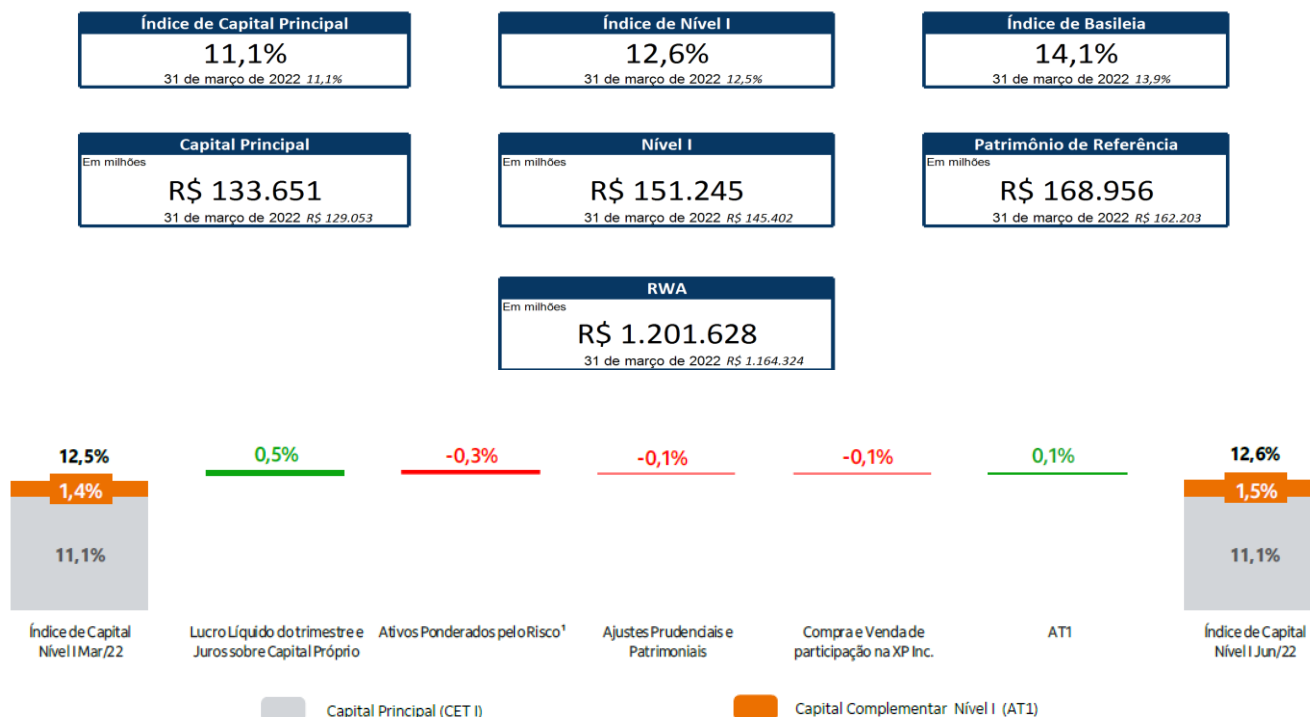 Índice de Capital Principal
11,1%
31 de março de 2022 11,1%
Índice de Nível I
12,6%
31 de março de 2022 12,5%
Índice de Basileia
14,1%
31 de março de 2022 13,9%
Capital Principal
Em milhões
R$ 133.651
31 de março de 2022 R$ 129.053
Nível I
Em milhões
R$ 151.245
31 de março de 2022 R$ 145.402
Patrimônio de Referência
Em milhões
R$ 168.956
31 de março de 2022 R$ 162.203
RWA
Em milhões
R$ 1.201.628
31 de março de 2022 R$ 1.164.324
12,5%
1,4%
11,1%
Índice de Capital
Nível I Mar/22
0,5%
Lucro Líquido do trimestre e
Juros sobre Capital Próprio
-0,3%
Ativos Ponderados pelo Risco¹
-0,1%
Ajustes Prudenciais e
Patrimoniais
-0,1%
Compra e Venda de
participação na XP Inc.
0,1%
AT1
12,6%
1,5%
11,1%
Índice de Capital
Nível I Jun/22
Capital Principal (CET I)
Capital Complementar Nível I (AT1)